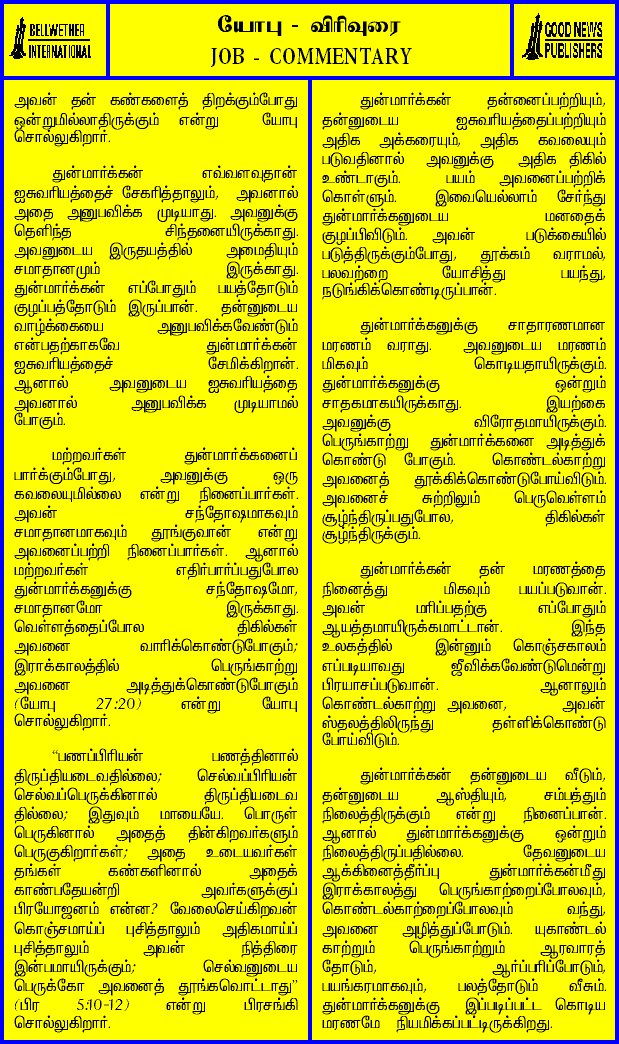 BELLWETHER
INTERNATIONAL
யோபு - விரிவுரை
JOB - COMMENTARY
GOOD NEWS
PUBLISHERS
அவன் தன் கண்களைத் திறக்கும்போது
ஒன்றுமில்லாதிருக்கும் என்று யோபு
சொல்லுகிறார்.
துன்மார்க்கன் எவ்வளவுதான்
ஐசுவரியத்தைச் சேகரித்தாலும், அவனால்
அதை அனுபவிக்க முடியாது. அவனுக்கு
தெளிந்த சிந்தனையிருக்காது.
அவனுடைய இருதயத்தில் அமைதியும்
சமாதானமும் இருக்காது.
துன்மார்க்கன் எப்போதும் பயத்தோடும்
குழப்பத்தோடும் இருப்பான். தன்னுடைய
வாழ்க்கையை அனுபவிக்கவேண்டும்
என்பதற்காகவே துன்மார்க்கன்
ஐசுவரியத்தைச் சேமிக்கிறான்.
ஆனால் அவனுடைய ஐசுவரியத்தை
அவனால் அனுபவிக்க முடியாமல்
போகும்.
மற்றவர்கள் துன்மார்க்கனைப்
பார்க்கும்போது, அவனுக்கு ஒரு
கவலையுமில்லை என்று நினைப்பார்கள்.
அவன் சந்தோஷமாகவும்
சமாதானமாகவும் தூங்குவான் என்று
அவனைப்பற்றி நினைப்பார்கள். ஆனால்
மற்றவர்கள் எதிர்பார்ப்பதுபோல
துன்மார்க்கனுக்கு சந்தோஷமோ,
சமாதானமோ இருக்காது.
வெள்ளத்தைப்போல திகில்கள்
அவனை வாரிக்கொண்டுபோகும்;
இராக்காலத்தில் பெருங்காற்று
அவனை அடித்துக்கொண்டுபோகும்
(யோபு 27:20) என்று யோபு
சொல்லுகிறார்.
“பணப்பிரியன் பணத்தினால்
திருப்தியடைவதில்லை; செல்வப்பிரியன்
செல்வப்பெருக்கினால் திருப்தியடைவ
தில்லை; இதுவும் மாயையே. பொருள்
பெருகினால் அதைத் தின்கிறவர்களும்
பெருகுகிறார்கள்; அதை உடையவர்கள்
தங்கள் கண்களினால் அதைக்
காண்பதேயன்றி அவர்களுக்குப்
பிரயோஜனம் என்ன? வேலைசெய்கிறவன்
கொஞ்சமாய்ப் புசித்தாலும் அதிகமாய்ப்
புசித்தாலும் அவன் நித்திரை
இன்பமாயிருக்கும்; செல்வனுடைய
பெருக்கோ அவனைத் தூங்கவொட்டாது”
(பிர 5:10-12) என்று பிரசங்கி
சொல்லுகிறார்.
துன்மார்க்கன் தன்னைப்பற்றியும்,
தன்னுடைய ஐசுவரியத்தைப்பற்றியும்
அதிக அக்கரையும், அதிக கவலையும்
படுவதினால் அவனுக்கு அதிக திகில்
உண்டாகும். பயம் அவனைப்பற்றிக்
கொள்ளும். இவையெல்லாம் சேர்ந்து
துன்மார்க்கனுடைய மனதைக்
குழப்பிவிடும். அவன் படுக்கையில்
படுத்திருக்கும்போது, தூக்கம் வராமல்,
பலவற்றை யோசித்து பயந்து,
நடுங்கிக்கொண்டிருப்பான்.
துன்மார்க்கனுக்கு சாதாரணமான
மரணம் வராது. அவனுடைய மரணம்
மிகவும் கொடியதாயிருக்கும்.
துன்மார்க்கனுக்கு ஒன்றும்
சாதகமாகயிருக்காது. இயற்கை
அவனுக்கு விரோதமாயிருக்கும்.
பெருங்காற்று துன்மார்க்கனை அடித்துக்
கொண்டு போகும். கொண்டல்காற்று
அவனைத் தூக்கிக்கொண்டுபோய்விடும்.
அவனைச் சுற்றிலும் பெருவெள்ளம்
சூழ்ந்திருப்பதுபோல, திகில்கள்
சூழ்ந்திருக்கும்.
துன்மார்க்கன் தன் மரணத்தை
நினைத்து மிகவும் பயப்படுவான்.
அவன் மரிப்பதற்கு எப்போதும்
ஆயத்தமாயிருக்கமாட்டான். இந்த
உலகத்தில் இன்னும் கொஞ்சகாலம்
எப்படியாவது ஜீவிக்கவேண்டுமென்று
பிரயாசப்படுவான். ஆனாலும்
கொண்டல்காற்று அவனை, அவன்
ஸ்தலத்திலிருந்து தள்ளிக்கொண்டு
போய்விடும்.
துன்மார்க்கன் தன்னுடைய வீடும்,
தன்னுடைய ஆஸ்தியும், சம்பத்தும்
நிலைத்திருக்கும் என்று நினைப்பான்.
ஆனால் துன்மார்க்கனுக்கு ஒன்றும்
நிலைத்திருப்பதில்லை. தேவனுடைய
ஆக்கினைத்தீர்ப்பு துன்மார்க்கன்மீது
இராக்காலத்து பெருங்காற்றைப்போலவும்,
கொண்டல்காற்றைப்போலவும் வந்து,
அவனை அழித்துப்போடும். யுகாண்டல்
காற்றும் பெருங்காற்றும் ஆரவாரத்
தோடும், ஆர்ப்பரிப்போடும்,
பயங்கரமாகவும், பலத்தோடும் வீசும்.
துன்மார்க்கனுக்கு இப்படிப்பட்ட கொடிய
மரணமே நியமிக்கப்பட்டிருக்கிறது.